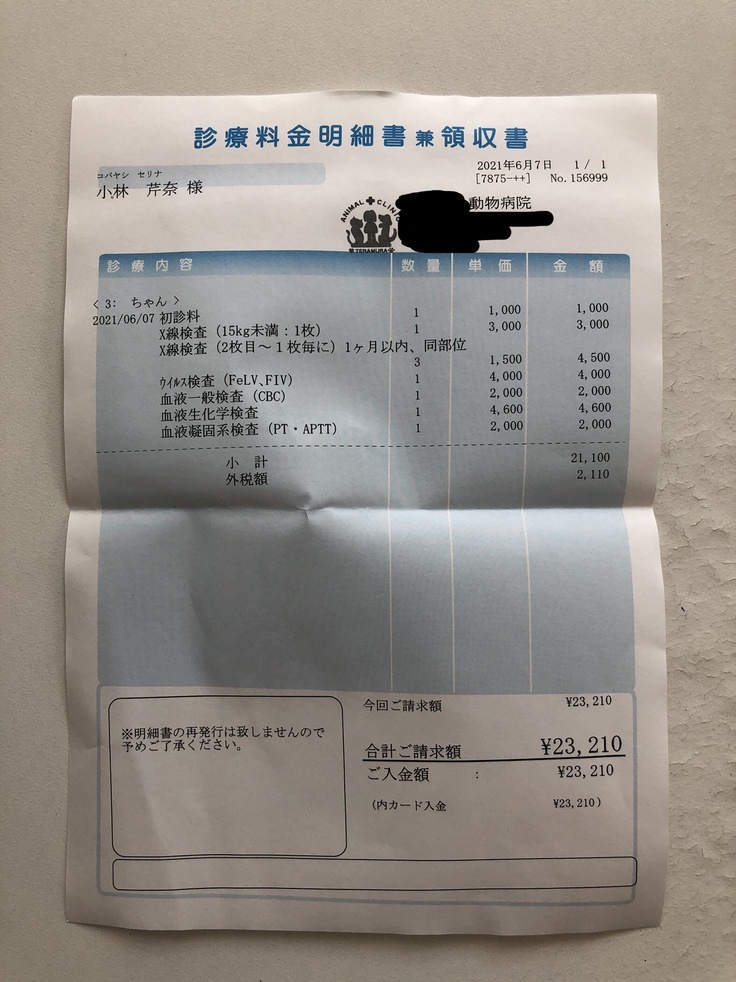 診療料金明細書兼領収書
コバヤシ セリナ
小林 芹奈 様
2021年6月7日 1 / 1
[7875-++] No.156999
動物病院
ANIMAL CLINIC
TERAMURA
診療内容 数量 単価 金額
< 3: ちゃん >
2021/06/07 初診料 1 1,000 1,000
X線検査 (15kg未満:1枚) 1 3,000 3,000
X線検査 (2枚目~1枚毎に) 1ヶ月以内、同部位
3 1,500 4,500
ウイルス検査 (FeLV、FIV) 1 4,000 4,000
血液一般検査 (CBC) 1 2,000 2,000
血液生化学検査 1 4,600 4,600
血液凝固系検査 (PT・APTT) 1 2,000 2,000
小 計 21,100
外税額 2,110
今回ご請求額 ¥23,210
※明細書の再発行は致しませんので
予めご了承ください。
合計ご請求額 ¥23,210
ご入金額 : ¥23,210
(内カード入金 ¥23,210)